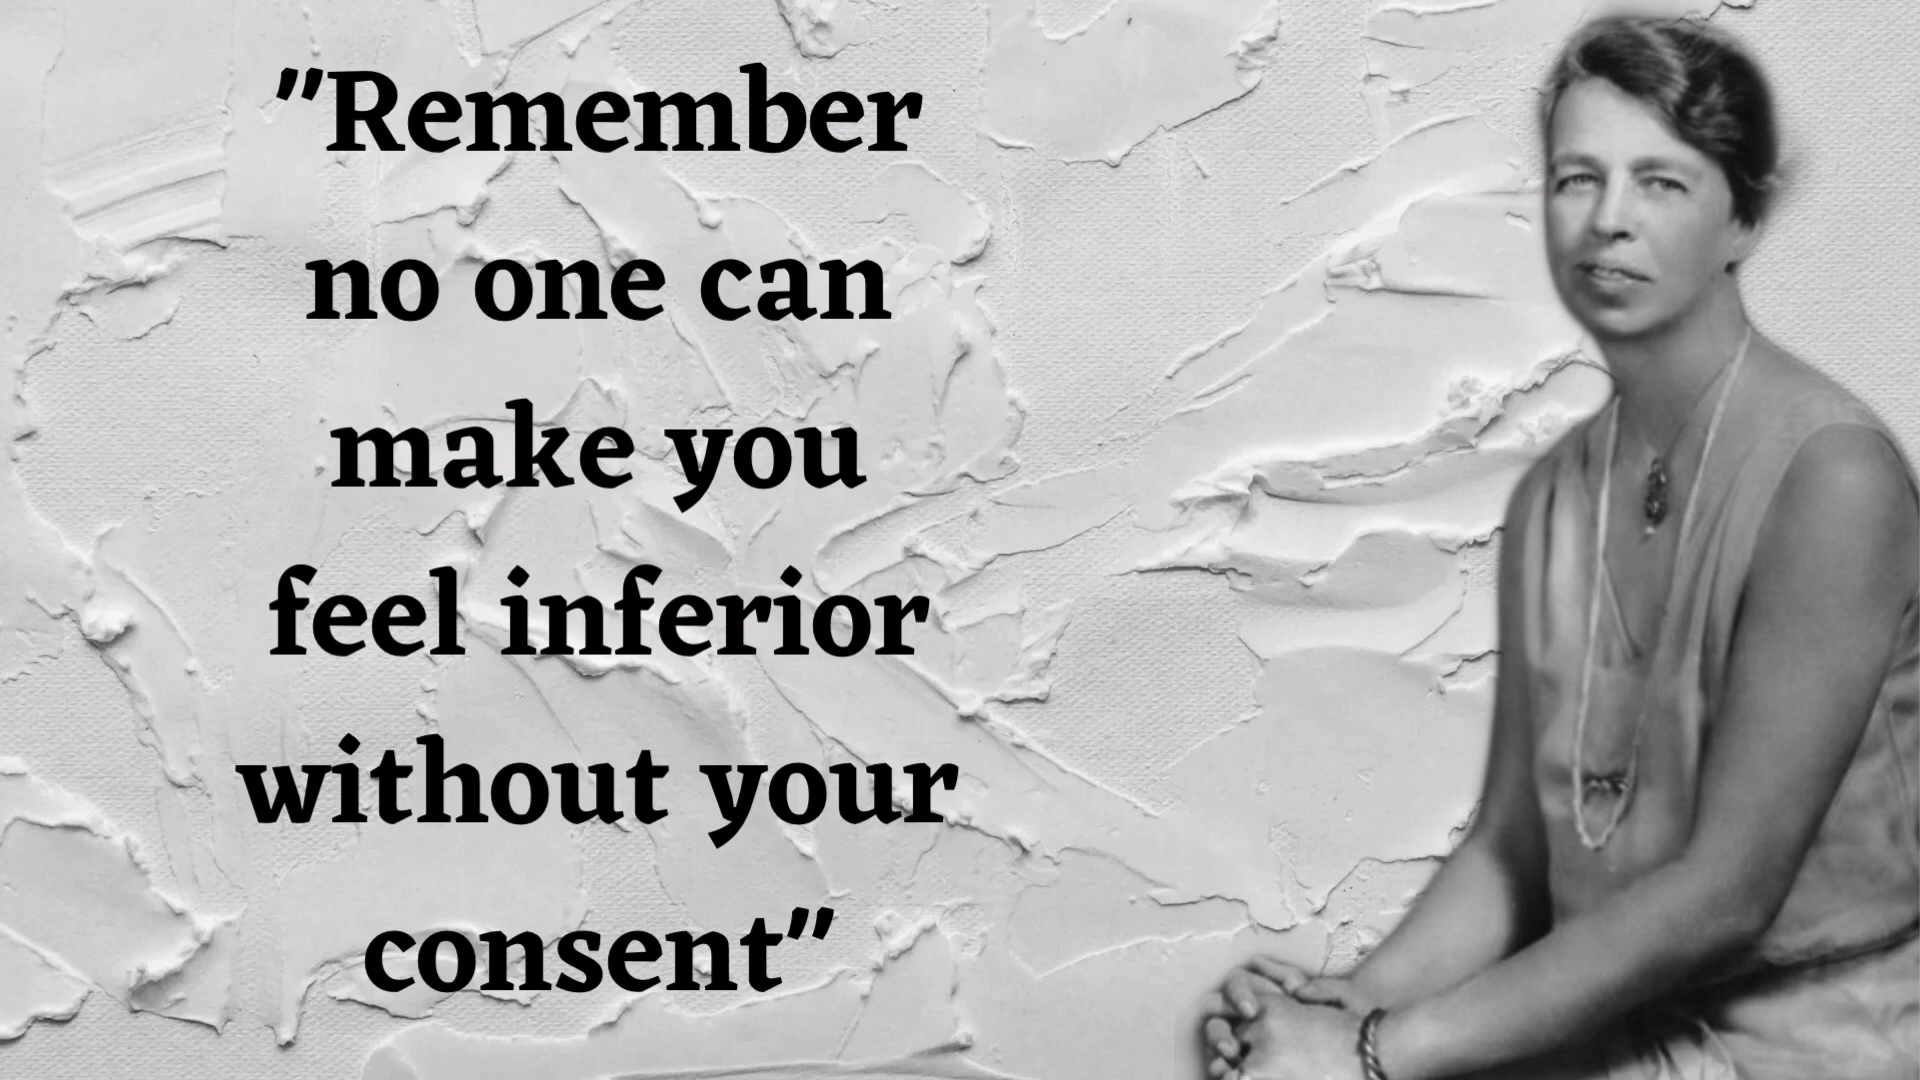 "Remember
no one can
make you
feel inferior
without your
consent"